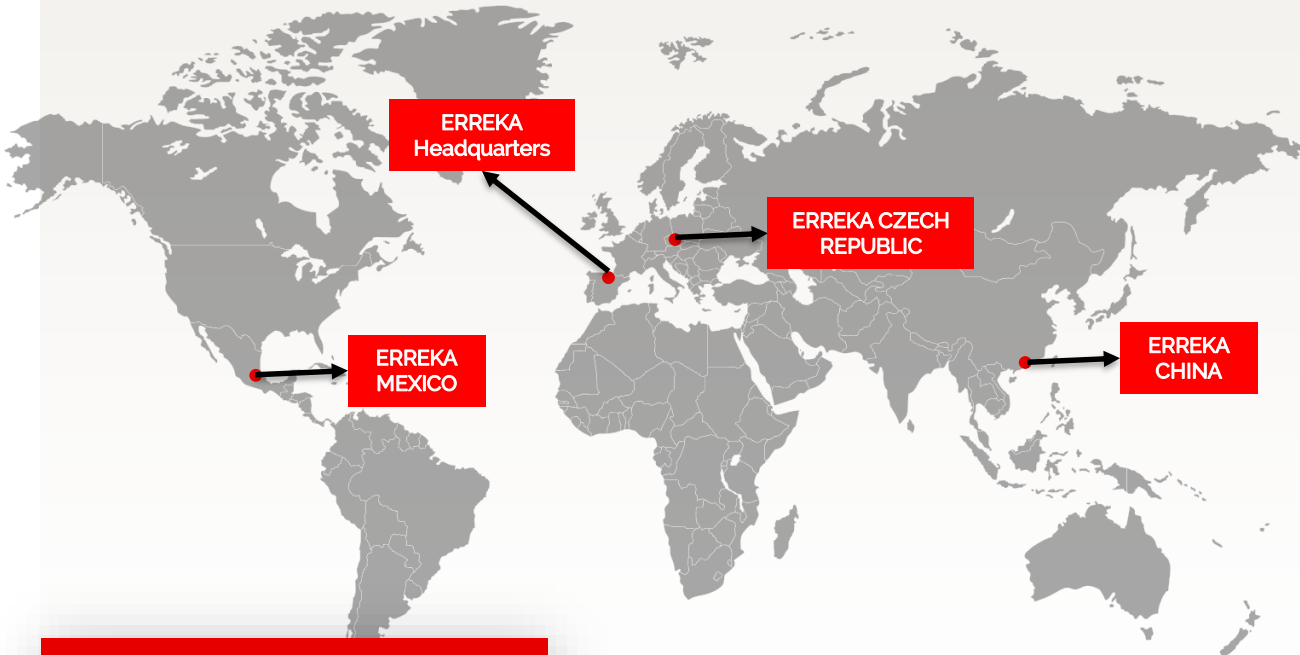 ERREKA
Headquarters
ERREKA CZECH
REPUBLIC
ERREKA
MEXICO
ERREKA
CHINA